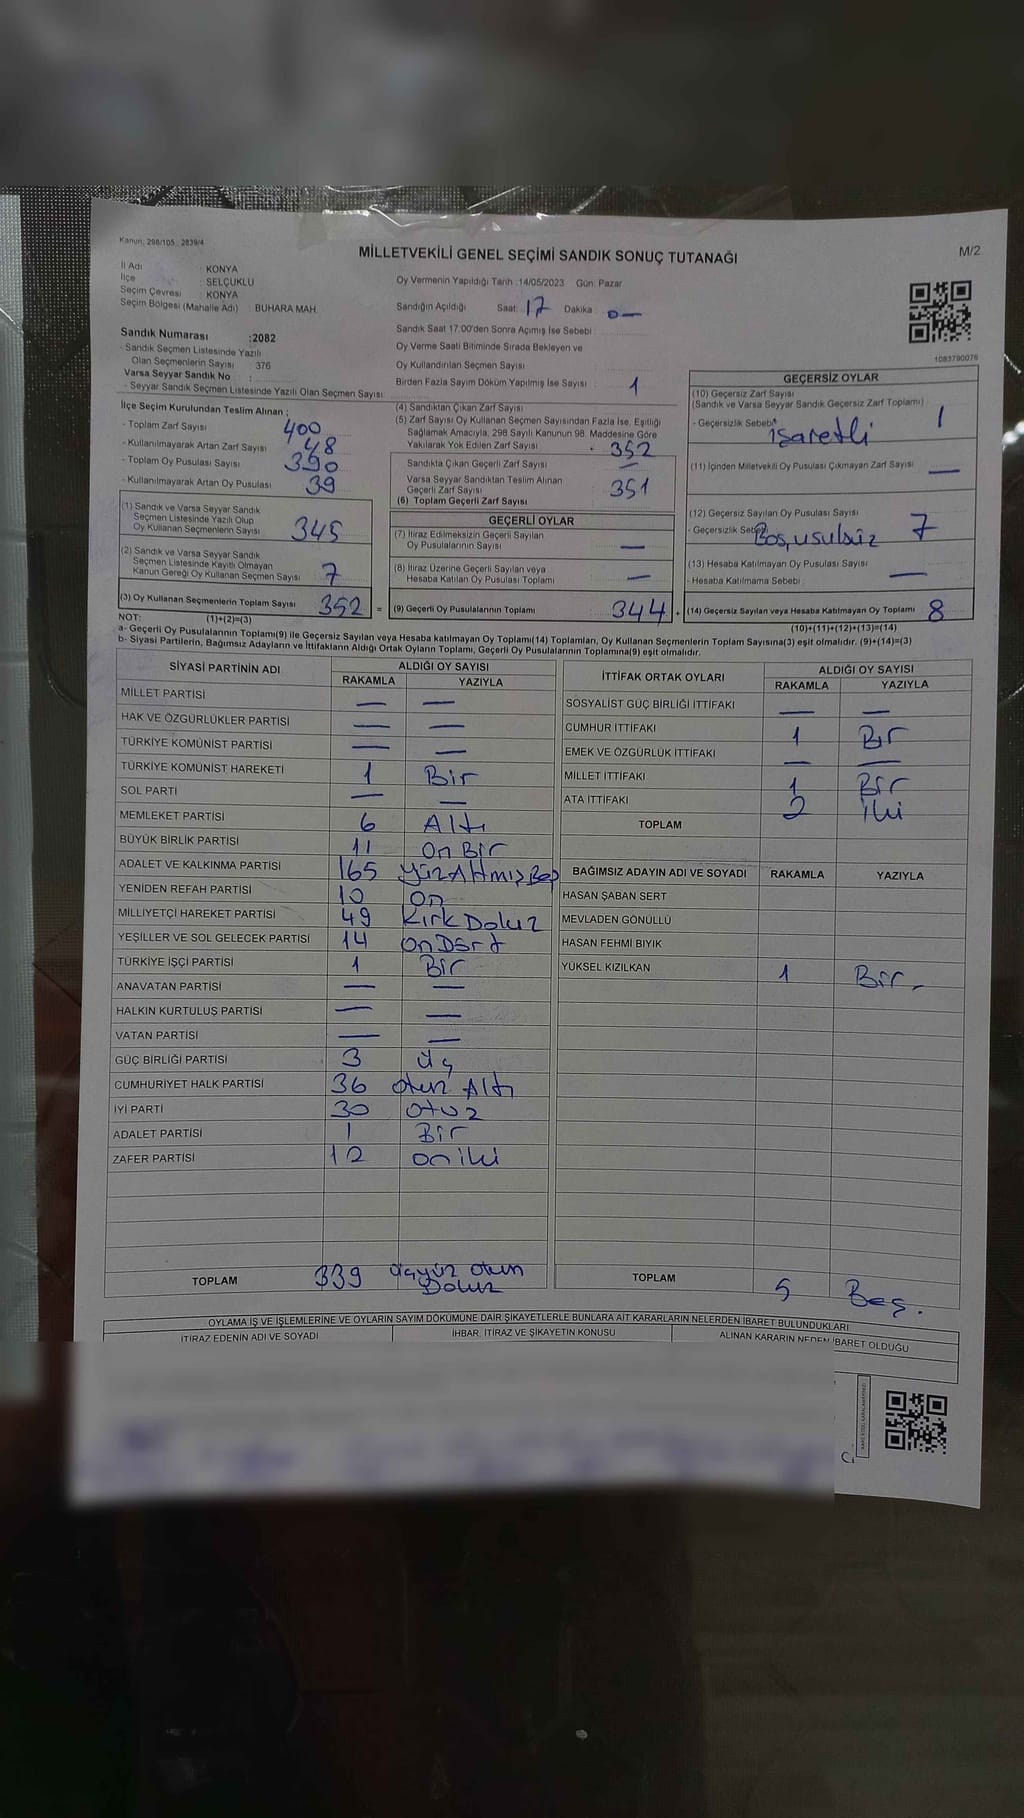 Kanun: 298/105 , 2839/4
MİLLETVEKİLİ GENEL SEÇİMİ SANDIK SONUÇ TUTANAĞI
M/2
İl Adı : KONYA
İlçe : SELÇUKLU
Seçim Çevresi : KONYA
Seçim Bölgesi (Mahalle Adı) BUHARA MAH.
Sandık Numarası :2082
- Sandık Seçmen Listesinde Yazılı
Olan Seçmenlerin Sayısı 376
Varsa Seyyar Sandık No :
- Seyyar Sandık Seçmen Listesinde Yazılı Olan Seçmen Sayısı
Oy Vermenin Yapıldığı Tarih :14/05/2023 Gün: Pazar
Sandığın Açıldığı Saat: 17 Dakika : 0—
Sandık Saat 17:00'den Sonra Açımış İse Sebebi :
Oy Verme Saati Bitiminde Sırada Bekleyen ve
Oy Kullandırılan Seçmen Sayısı
Birden Fazla Sayım Döküm Yapılmış İse Sayısı : 1
1083790076
İlçe Seçim Kurulundan Teslim Alınan ;
- Toplam Zarf Sayısı 400
- Kullanılmayarak Artan Zarf Sayısı 48
- Toplam Oy Pusulası Sayısı 390
- Kullanılmayarak Artan Oy Pusulası 39
(1) Sandık ve Varsa Seyyar Sandık
Seçmen Listesinde Yazılı Olup
Oy Kullanan Seçmenlerin Sayısı 345
(2) Sandık ve Varsa Seyyar Sandık
Seçmen Listesinde Kayıtlı Olmayan
Kanun Gereği Oy Kullanan Seçmen Sayısı 7
(3) Oy Kullanan Seçmenlerin Toplam Sayısı 352 =
(4) Sandıktan Çıkan Zarf Sayısı
(5) Zarf Sayısı Oy Kullanan Seçmen Sayısından Fazla İse, Eşitliği
Sağlamak Amacıyla, 298 Sayılı Kanunun 98. Maddesine Göre
Yakılarak Yok Edilen Zarf Sayısı 352
Sandıkta Çıkan Geçerli Zarf Sayısı —
Varsa Seyyar Sandıktan Teslim Alınan
Geçerli Zarf Sayısı 351
(6) Toplam Geçerli Zarf Sayısı
GEÇERLİ OYLAR
(7) İtiraz Edilmeksizin Geçerli Sayılan
Oy Pusulalarının Sayısı —
(8) İtiraz Üzerine Geçerli Sayılan veya
Hesaba Katılan Oy Pusulası Toplamı —
(9) Geçerli Oy Pusulalarının Toplamı 344 +
GEÇERSİZ OYLAR
(10) Geçersiz Zarf Sayısı
(Sandık ve Varsa Seyyar Sandık Geçersiz Zarf Toplamı) 1
- Geçersizlik Sebebi İşaretli
(11) İçinden Milletvekili Oy Pusulası Çıkmayan Zarf Sayısı —
(12) Geçersiz Sayılan Oy Pusulası Sayısı 7
- Geçersizlik Sebebi Boş, usulsüz
(13) Hesaba Katılmayan Oy Pusulası Sayısı —
- Hesaba Katılmama Sebebi :
(14) Geçersiz Sayılan veya Hesaba Katılmayan Oy Toplamı 8
NOT: (1)+(2)=(3) (10)+(11)+(12)+(13)=(14)
a- Geçerli Oy Pusulalarının Toplamı(9) ile Geçersiz Sayılan veya Hesaba katılmayan Oy Toplamı(14) Toplamları, Oy Kullanan Seçmenlerin Toplam Sayısına(3) eşit olmalıdır. (9)+(14)=(3)
b- Siyasi Partilerin, Bağımsız Adayların ve İttifakların Aldığı Ortak Oyların Toplamı, Geçerli Oy Pusulalarının Toplamına(9) eşit olmalıdır.
SİYASİ PARTİNİN ADI ALDIĞI OY SAYISI
RAKAMLA YAZIYLA
MİLLET PARTİSİ — —
HAK VE ÖZGÜRLÜKLER PARTİSİ — —
TÜRKİYE KOMÜNİST PARTİSİ — —
TÜRKİYE KOMÜNİST HAREKETİ 1 Bir
SOL PARTİ — —
MEMLEKET PARTİSİ 6 Altı
BÜYÜK BİRLİK PARTİSİ 11 On Bir
ADALET VE KALKINMA PARTİSİ 165 YüzAltmışBeş
YENİDEN REFAH PARTİSİ 10 On
MİLLİYETÇİ HAREKET PARTİSİ 49 Kırk Dokuz
YEŞİLLER VE SOL GELECEK PARTİSİ 14 On Dört
TÜRKİYE İŞÇİ PARTİSİ 1 Bir
ANAVATAN PARTİSİ — —
HALKIN KURTULUŞ PARTİSİ — —
VATAN PARTİSİ — —
GÜÇ BİRLİĞİ PARTİSİ 3 Üç
CUMHURİYET HALK PARTİSİ 36 otuz Altı
İYİ PARTİ 30 otuz
ADALET PARTİSİ 1 Bir
ZAFER PARTİSİ 12 on iki
TOPLAM 339 üçyüz otuz
Dokuz
İTTİFAK ORTAK OYLARI ALDIĞI OY SAYISI
RAKAMLA YAZIYLA
SOSYALİST GÜÇ BİRLİĞİ İTTİFAKI — —
CUMHUR İTTİFAKI 1 Bir
EMEK VE ÖZGÜRLÜK İTTİFAKI — —
MİLLET İTTİFAKI 1 Bir
ATA İTTİFAKI 2 iki
TOPLAM
BAĞIMSIZ ADAYIN ADI VE SOYADI RAKAMLA YAZIYLA
HASAN ŞABAN SERT
MEVLADEN GÖNÜLLÜ
HASAN FEHMİ BIYIK
YÜKSEL KIZILKAN 1 Bir
TOPLAM 5 Beş.
OYLAMA İŞ VE İŞLEMLERİNE VE OYLARIN SAYIM DÖKÜMÜNE DAİR ŞİKAYETLERLE BUNLARA AİT KARARLARIN NELERDEN İBARET BULUNDUKLARI
İTİRAZ EDENİN ADI VE SOYADI İHBAR, İTİRAZ VE ŞİKAYETİN KONUSU ALINAN KARARIN NEDEN İBARET OLDUĞU